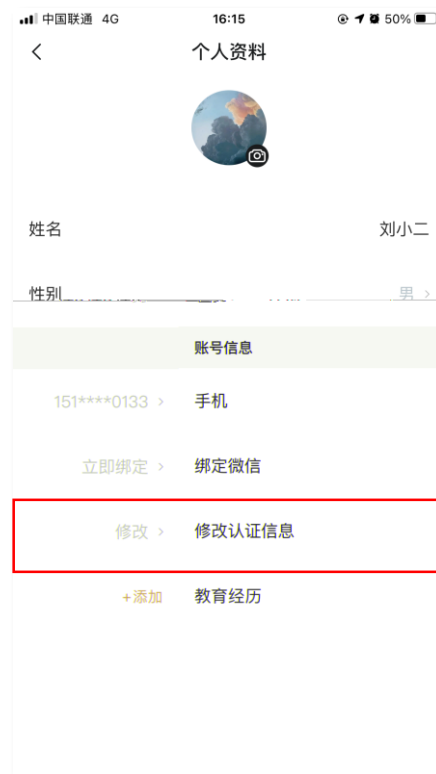 中国联通 4G 16:15 50%
个人资料
姓名 刘小二
性别 男 >
账号信息
151****0133 > 手机
立即绑定 > 绑定微信
修改 > 修改认证信息
+添加 教育经历